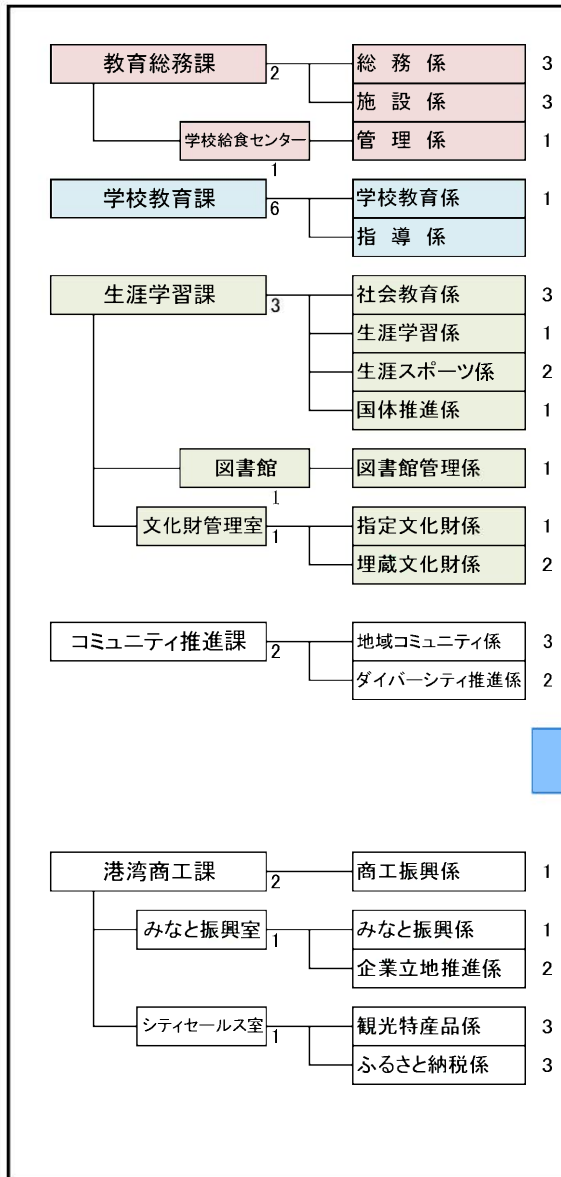 教育総務課 2 総務係 3
施設係 3
学校給食センター 1 管理係 1
学校教育課 6 学校教育係 1
指導係
生涯学習課 3 社会教育係 3
生涯学習係 1
生涯スポーツ係 2
国体推進係 1
図書館 1 図書館管理係 1
文化財管理室 1 指定文化財係 1
埋蔵文化財係 2
コミュニティ推進課 2 地域コミュニティ係 3
ダイバーシティ推進係 2
港湾商工課 2 商工振興係 1
みなと振興室 1 みなと振興係 1
企業立地推進係 2
シティセールス室 1 観光特産品係 3
ふるさと納税係 3